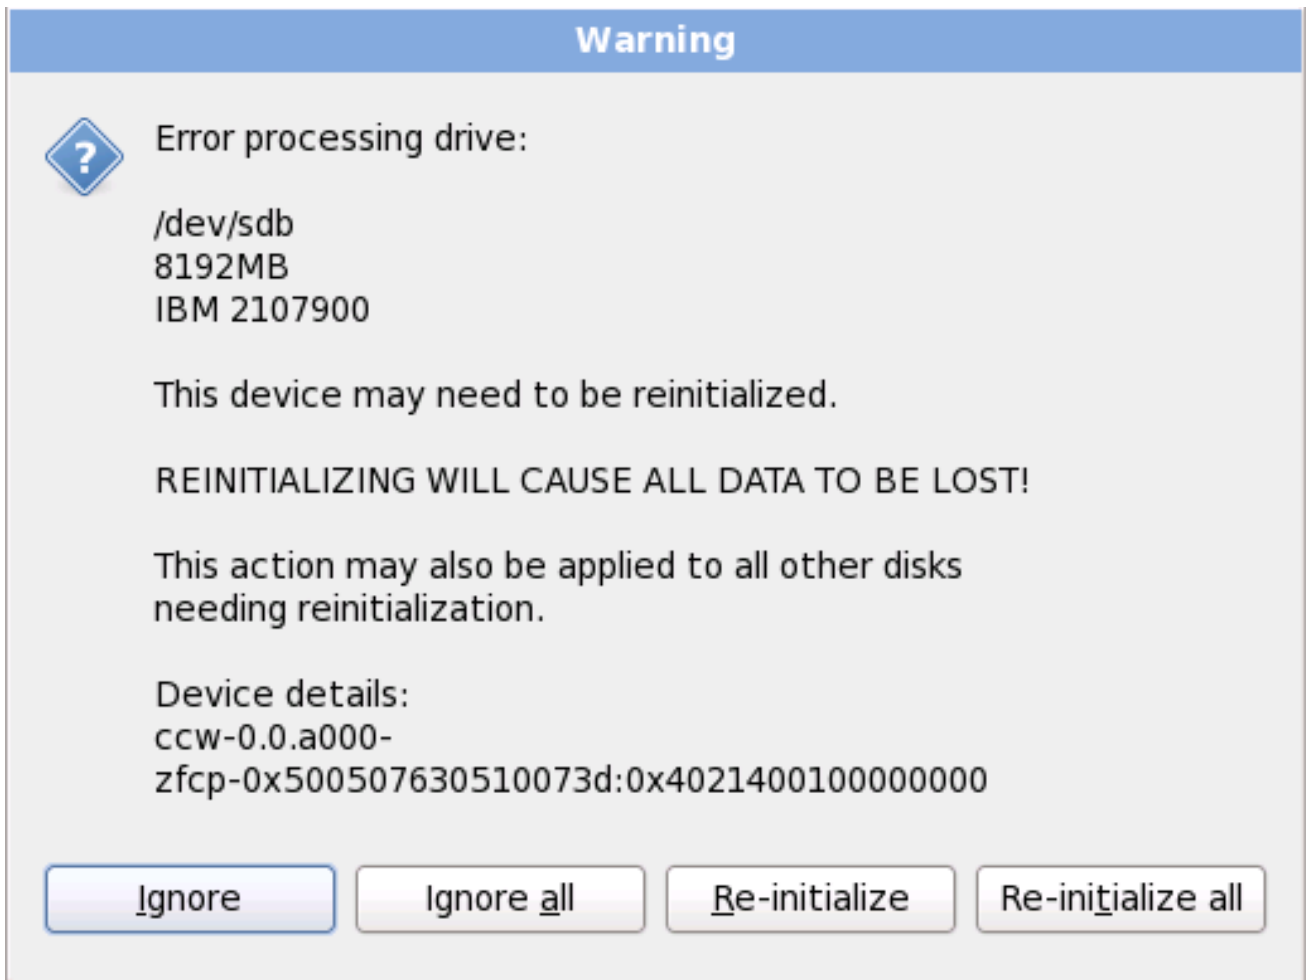 Warning
?
Error processing drive:
/dev/sdb
8192MB
IBM 2107900
This device may need to be reinitialized.
REINITIALIZING WILL CAUSE ALL DATA TO BE LOST!
This action may also be applied to all other disks
needing reinitialization.
Device details:
ccw-0.0.a000-
zfcp-0x500507630510073d:0x4021400100000000
Ignore
Ignore all
Re-initialize
Re-initialize all